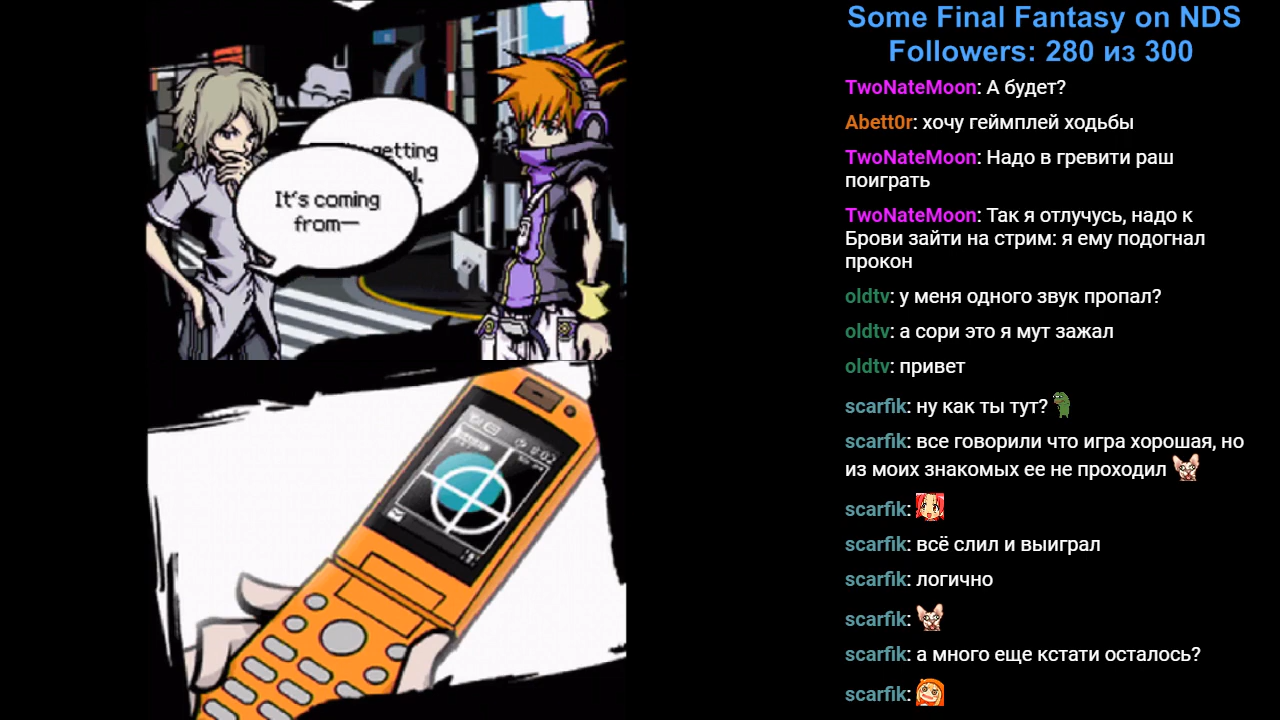 Some Final Fantasy on NDS
Followers: 280 из 300
getting
It's coming
from—
TwoNateMoon: А будет?
Abett0r: хочу геймплей ходьбы
TwoNateMoon: Надо в гревити раш
поиграть
TwoNateMoon: Так я отлучусь, надо к
Брови зайти на стрим: я ему подогнал
прокон
oldtv: у меня одного звук пропал?
oldtv: а сори это я мут зажал
oldtv: привет
scarfik: ну как ты тут?
scarfik: все говорили что игра хорошая, но
из моих знакомых ее не проходил
scarfik:
scarfik: всё слил и выиграл
scarfik: логично
scarfik:
scarfik: а много еще кстати осталось?
scarfik: